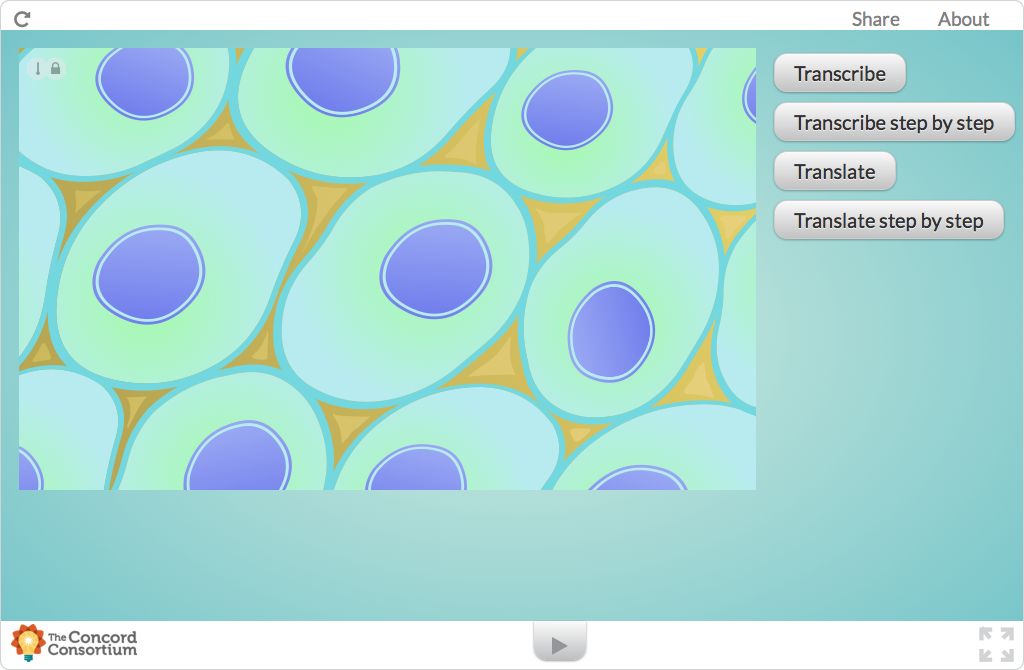 Share About
Transcribe
Transcribe step by step
Translate
Translate step by step
The Concord
Consortium